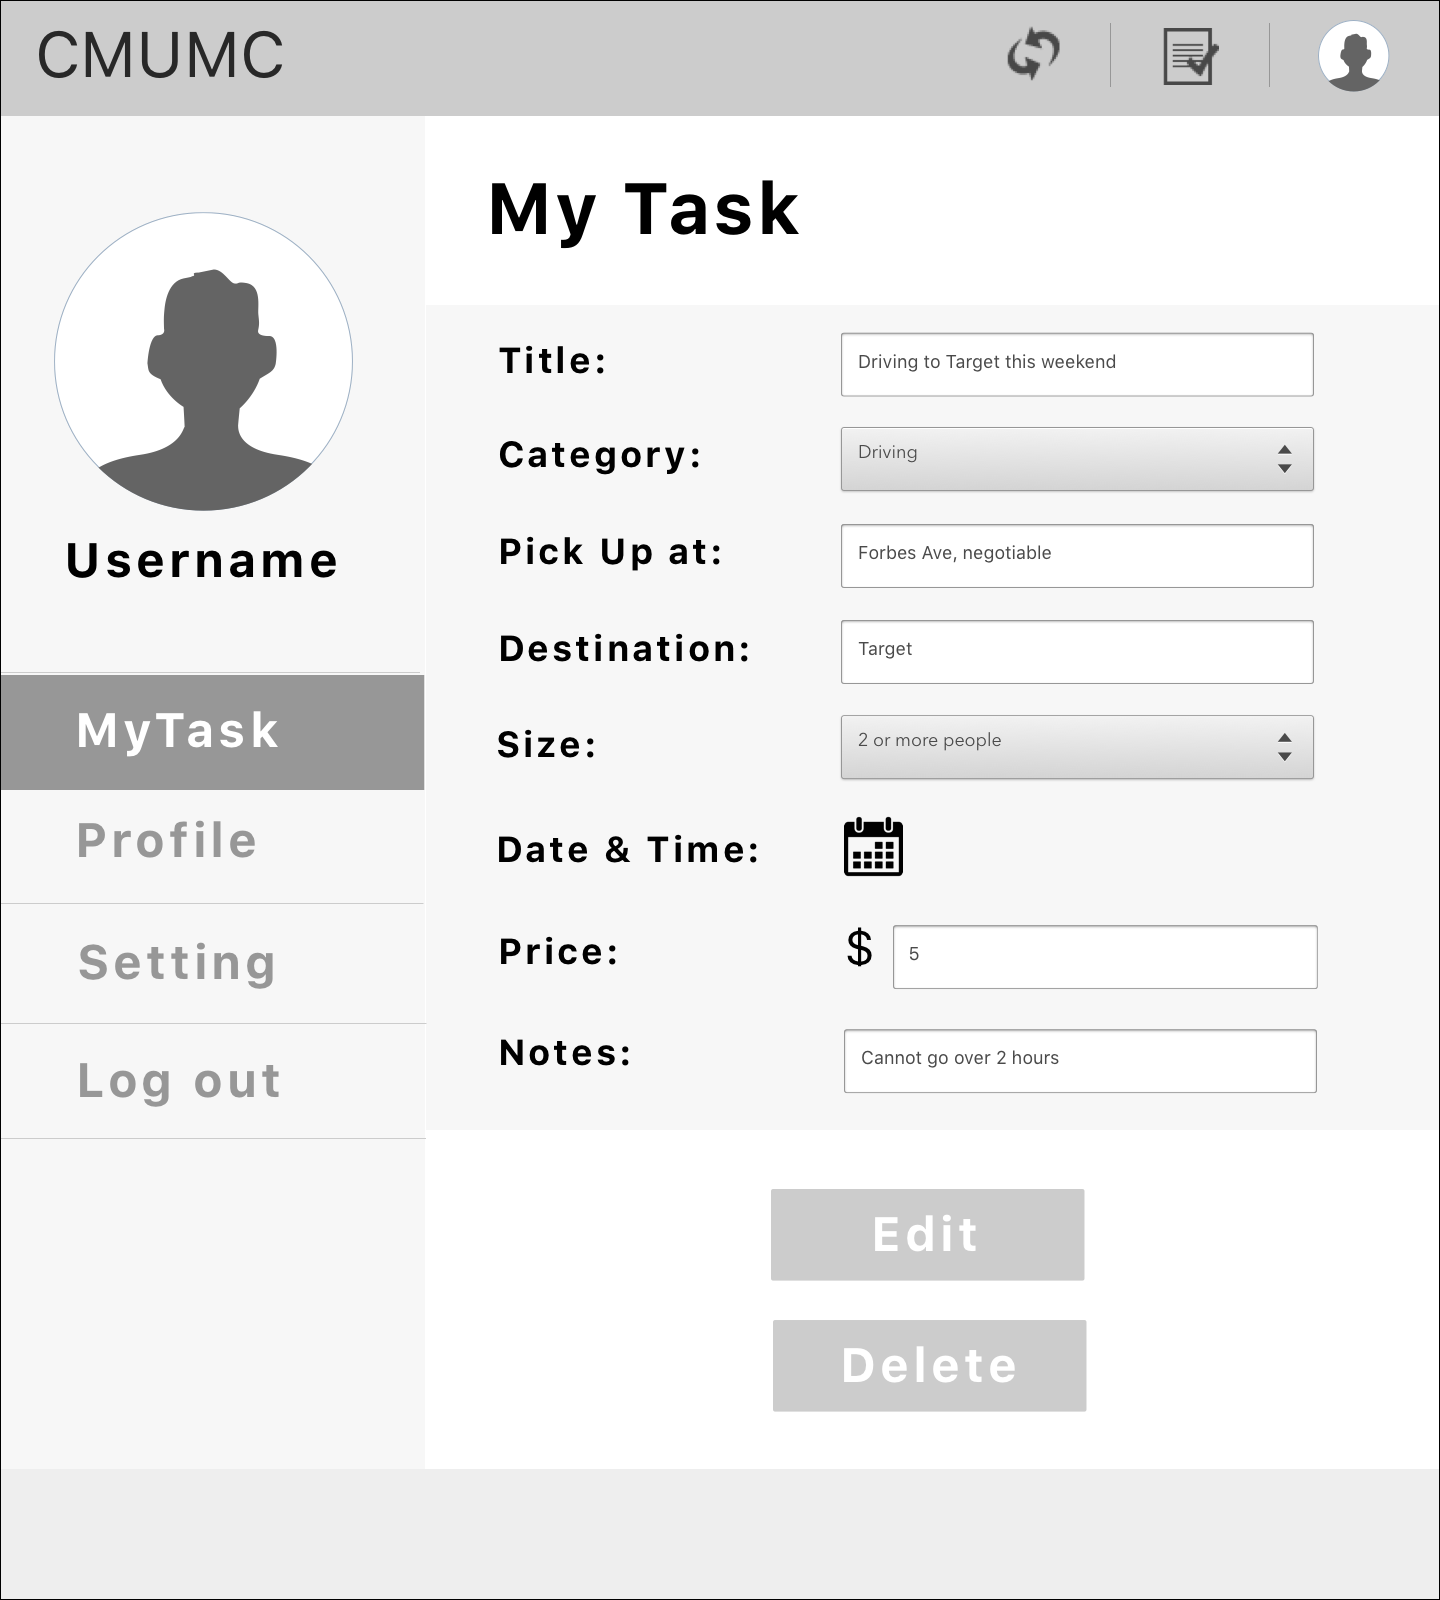 CMUMC
Username
MyTask
Profile
Setting
Log out
My Task
Title: Driving to Target this weekend
Category: Driving
Pick Up at: Forbes Ave, negotiable
Destination: Target
Size: 2 or more people
Date & Time:
Price: $ 5
Notes: Cannot go over 2 hours
Edit
Delete